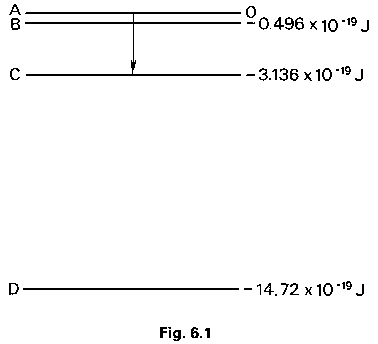 A 0
B -0.496 x 10⁻¹⁹ J
C -3.136 x 10⁻¹⁹ J
D -14.72 x 10⁻¹⁹ J
Fig. 6.1